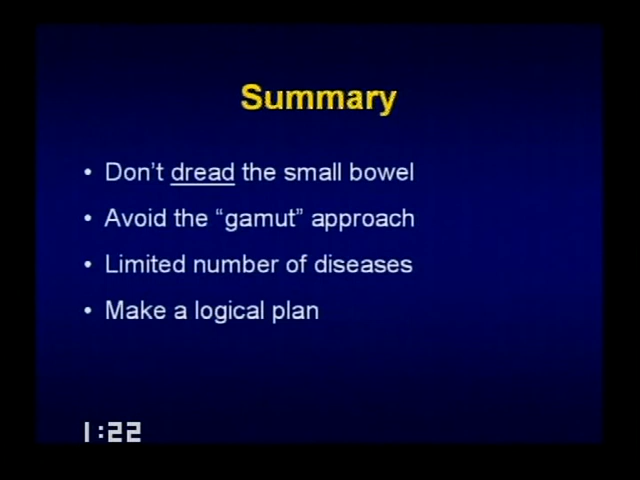 Summary
• Don't dread the small bowel
• Avoid the “gamut” approach
• Limited number of diseases
• Make a logical plan
1:22